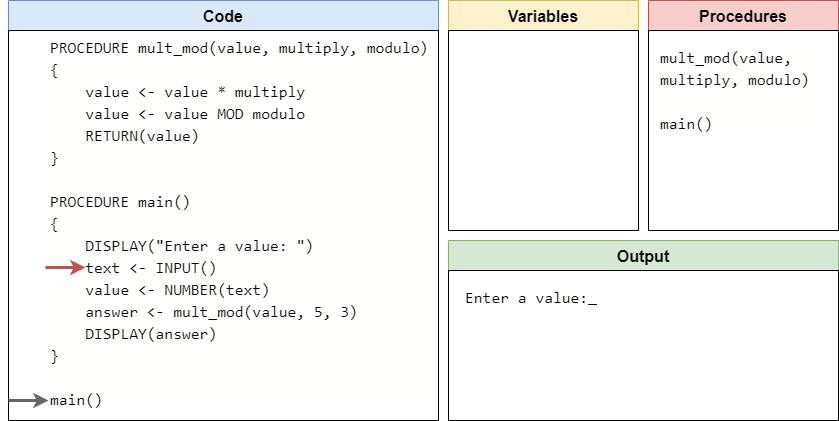 Code
PROCEDURE mult_mod(value, multiply, modulo)
{
value <- value * multiply
value <- value MOD modulo
RETURN(value)
}
PROCEDURE main()
{
DISPLAY("Enter a value: ")
text <- INPUT()
value <- NUMBER(text)
answer <- mult_mod(value, 5, 3)
DISPLAY(answer)
}
main()
Variables
Procedures
mult_mod(value,
multiply, modulo)
main()
Output
Enter a value:_